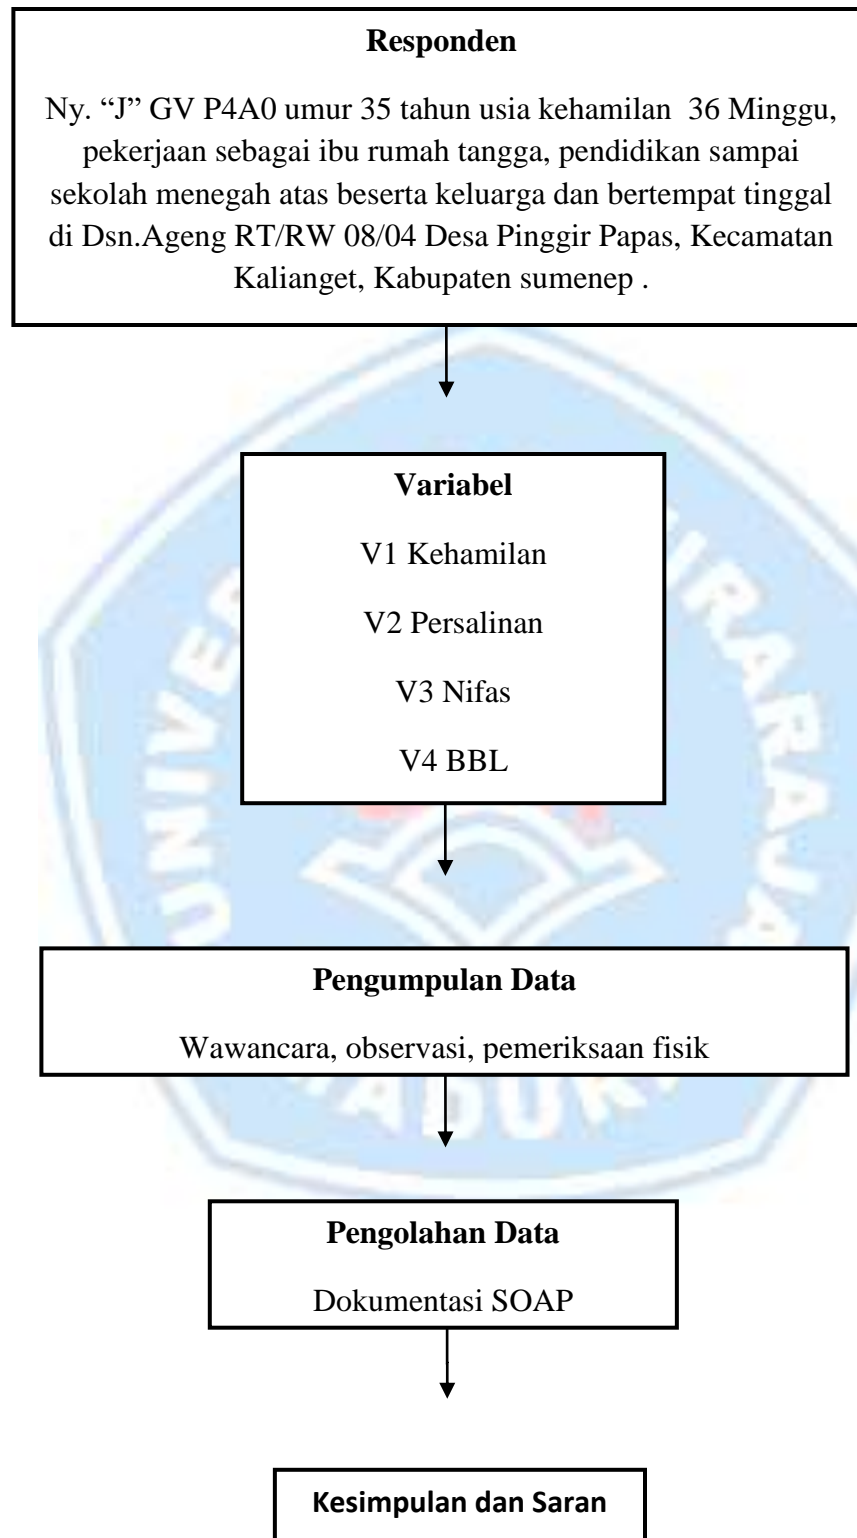 Responden
Ny. “J” GV P4A0 umur 35 tahun usia kehamilan 36 Minggu,
pekerjaan sebagai ibu rumah tangga, pendidikan sampai
sekolah menegah atas beserta keluarga dan bertempat tinggal
di Dsn.Ageng RT/RW 08/04 Desa Pinggir Papas, Kecamatan
Kalianget, Kabupaten sumenep .
Variabel
V1 Kehamilan
V2 Persalinan
V3 Nifas
V4 BBL
Pengumpulan Data
Wawancara, observasi, pemeriksaan fisik
Pengolahan Data
Dokumentasi SOAP
Kesimpulan dan Saran